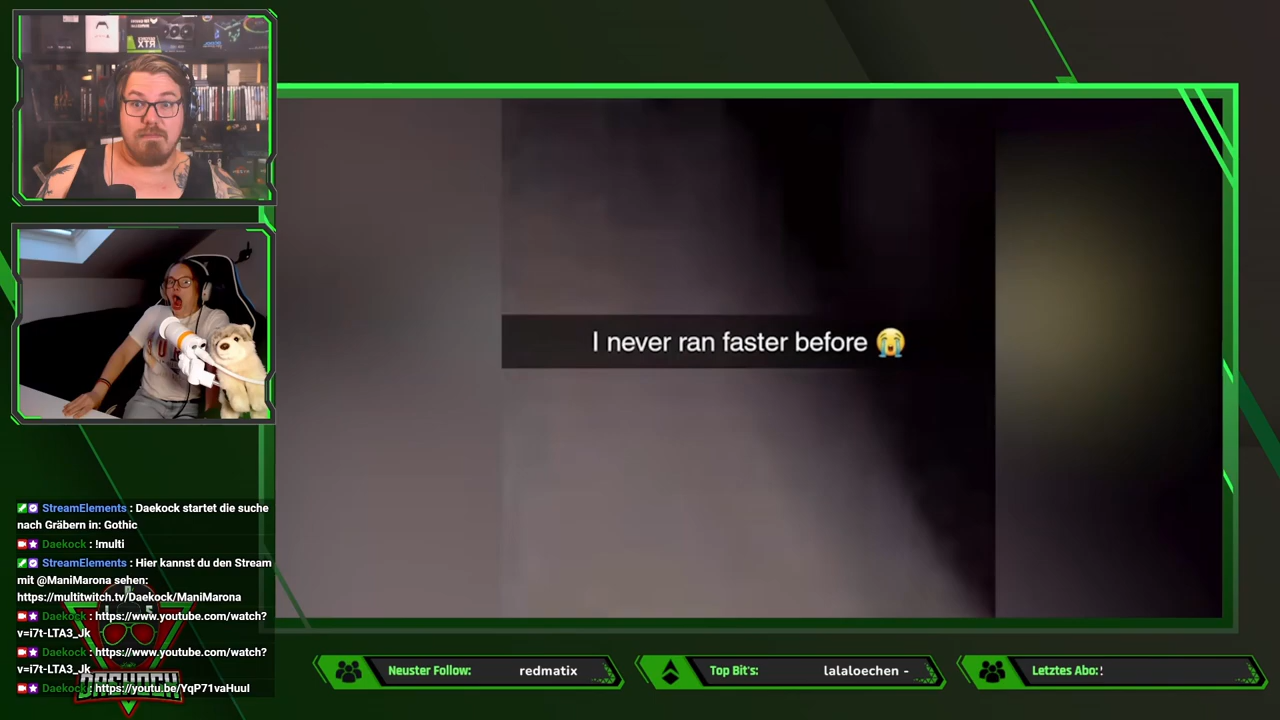 I never ran faster before 😭
StreamElements : Daekock startet die suche
nach Gräbern in: Gothic
Daekock : !multi
StreamElements : Hier kannst du den Stream
mit @ManiMarona sehen:
https://multitwitch.tv/Daekock/ManiMarona
Daekock : https://www.youtube.com/watch?
v=i7t-LTA3_Jk
Daekock : https://www.youtube.com/watch?
v=i7t-LTA3_Jk
Daekock : https://youtu.be/YqP71vaHuuI
DAEKOCK
Neuster Follow: redmatix
Top Bit's: lalaloechen -
Letztes Abo: !